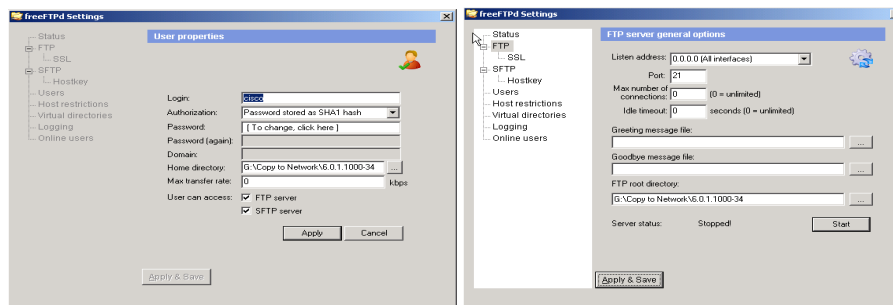 freeFTPd Settings
Status
FTP
SSL
SFTP
Hostkey
Users
Host restrictions
Virtual directories
Logging
Online users
User properties
Login: cisco
Authorization: Password stored as SHA1 hash
Password: [ To change, click here ]
Password (again):
Domain:
Home directory: G:\Copy to Network\6.0.1.1000-34 ...
Max transfer rate: 0 kbps
User can access: FTP server
SFTP server
Apply Cancel
Apply & Save
freeFTPd Settings
Status
FTP
SSL
SFTP
Hostkey
Users
Host restrictions
Virtual directories
Logging
Online users
FTP server general options
Listen address: 0.0.0.0 (All interfaces)
Port: 21
Max number of
connections: 0 (0 = unlimited)
Idle timeout: 0 seconds (0 = unlimited)
Greeting message file:
...
Goodbye message file:
...
FTP root directory:
G:\Copy to Network\6.0.1.1000-34 ...
Server status: Stopped! Start
Apply & Save